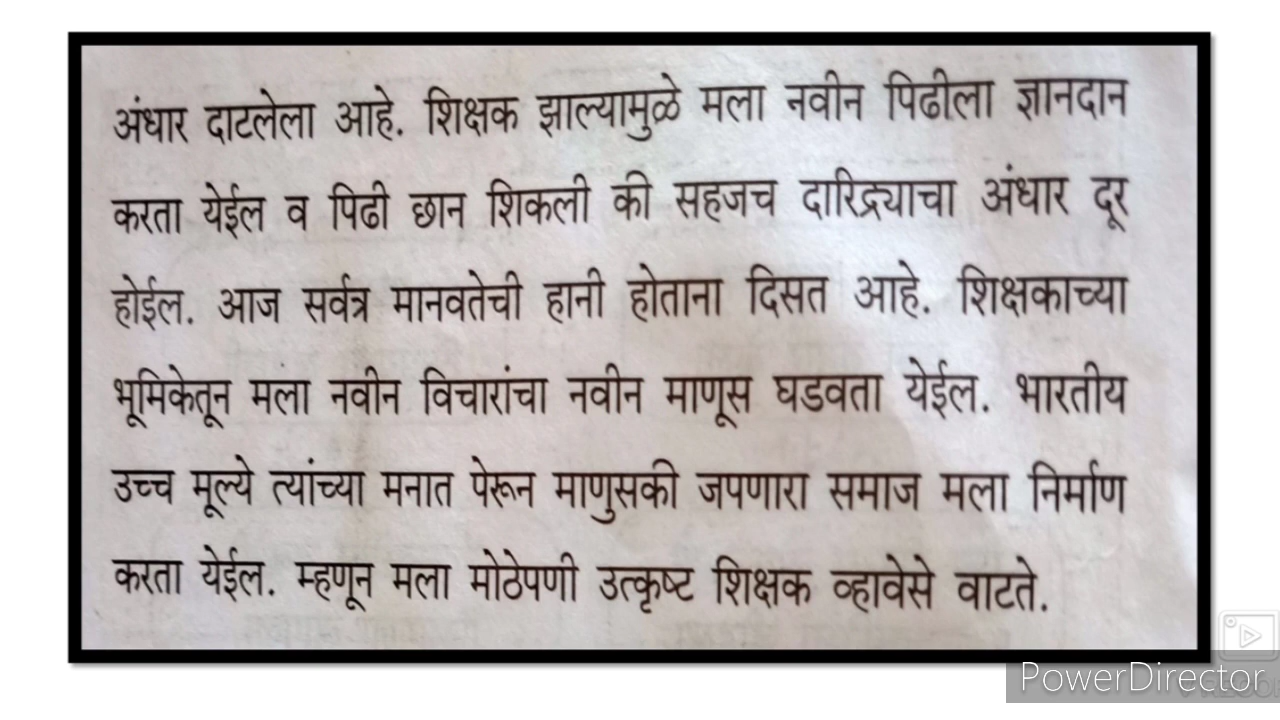 अंधार दाटलेला आहे. शिक्षक झाल्यामुळे मला नवीन पिढीला ज्ञानदान
करता येईल व पिढी छान शिकली की सहजच दारिद्र्याचा अंधार दूर
होईल. आज सर्वत्र मानवतेची हानी होताना दिसत आहे. शिक्षकाच्या
भूमिकेतून मला नवीन विचारांचा नवीन माणूस घडवता येईल. भारतीय
उच्च मूल्ये त्यांच्या मनात पेरून माणुसकी जपणारा समाज मला निर्माण
करता येईल. म्हणून मला मोठेपणी उत्कृष्ट शिक्षक व्हावेसे वाटते.
PowerDirector